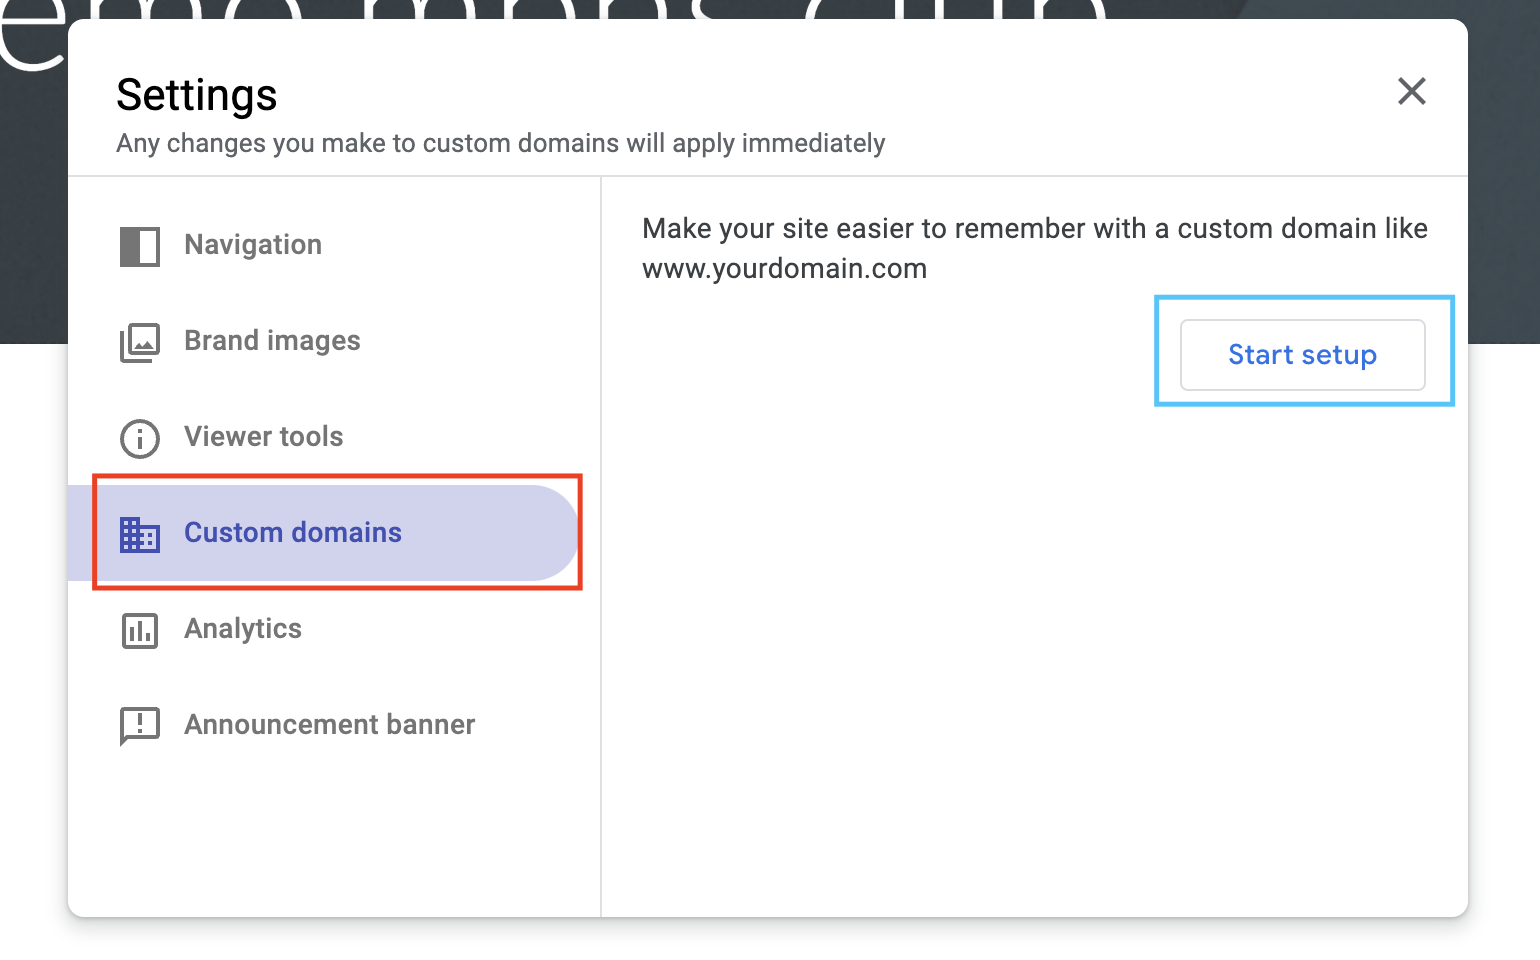 Settings
Any changes you make to custom domains will apply immediately
Navigation
Brand images
Viewer tools
Custom domains
Analytics
Announcement banner
Make your site easier to remember with a custom domain like
www.yourdomain.com
Start setup